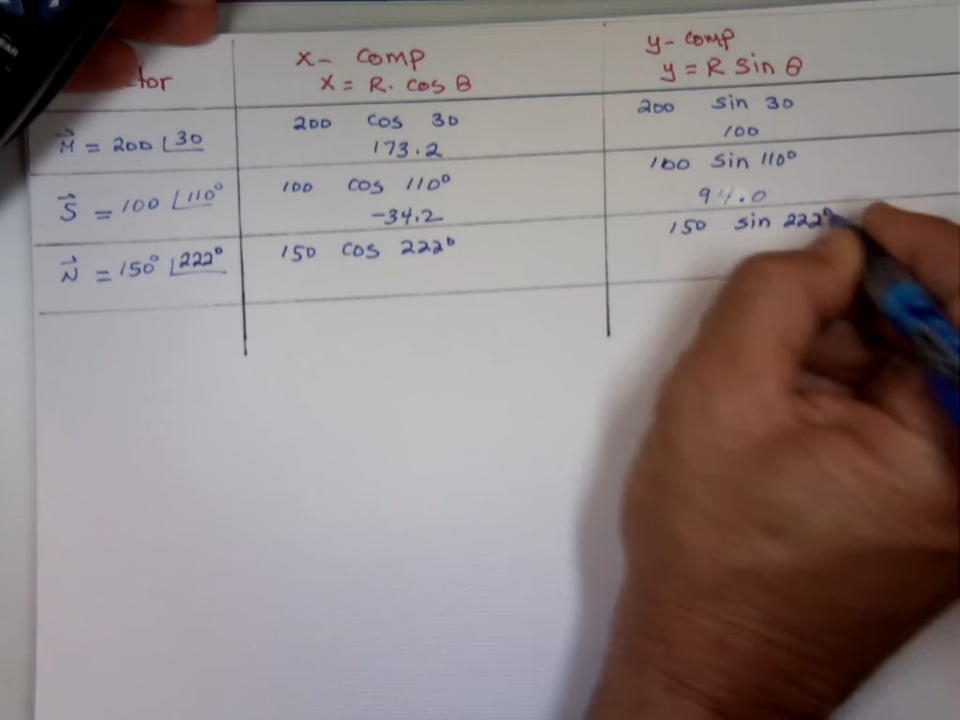 x- comp
x = R. cos θ
y- comp
y = R sin θ
M = 200 ∠30
200 cos 30
173.2
200 sin 30
100
S = 100 ∠110°
100 cos 110°
-34.2
100 sin 110°
94.0
N = 150° ∠222°
150 cos 222°
150 sin 222°